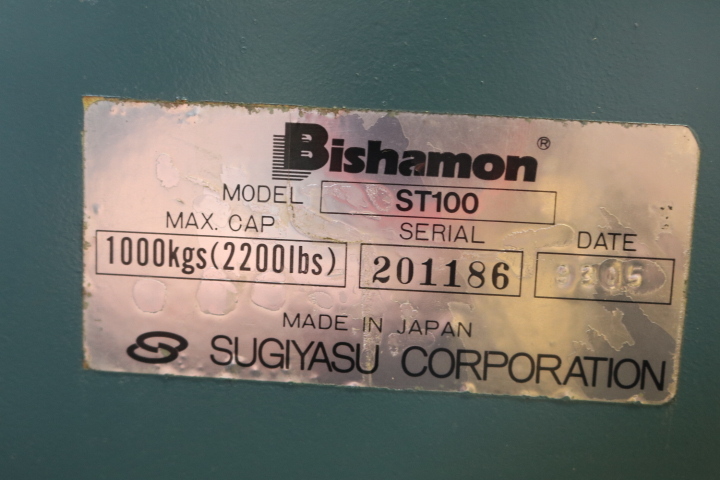 Bishamon®
MODEL ST100
MAX. CAP SERIAL DATE
1000kgs(2200lbs) 201186
MADE IN JAPAN
SUGIYASU CORPORATION